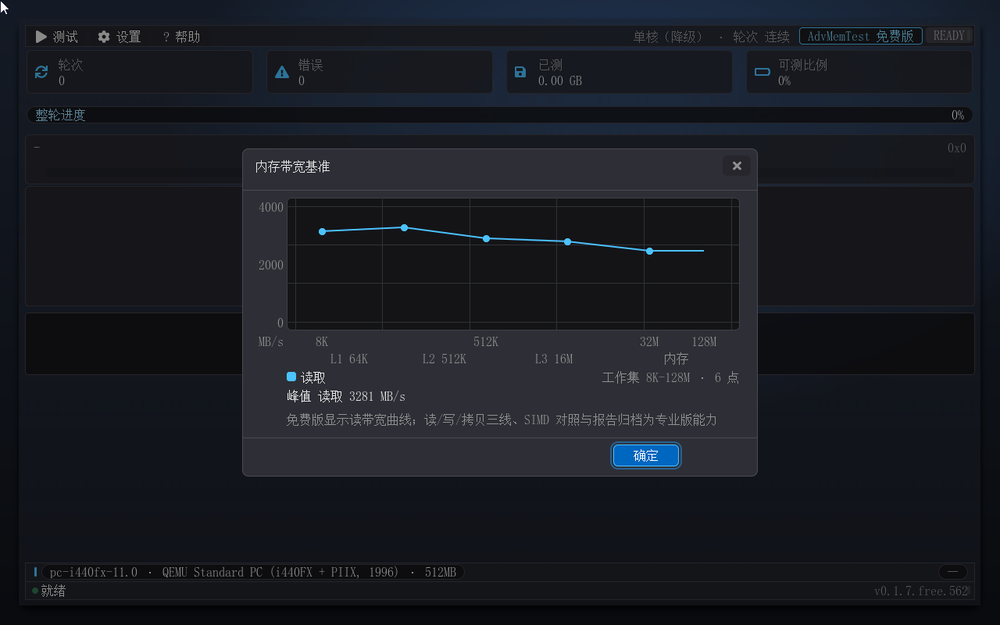 测试 设置 ? 帮助 单核（降级） · 轮次 连续 AdvMemTest 免费版 READY
轮次 错误 已测 可测比例
0 0 0.00 GB 0%
整轮进度 0%
— 0x0
内存带宽基准
4000
2000
0
MB/s 8K 512K 32M 128M
L1 64K L2 512K L3 16M 内存
读取 工作集 8K-128M · 6 点
峰值 读取 3281 MB/s
免费版显示读带宽曲线; 读/写/拷贝三线、SIMD 对照与报告归档为专业版能力
确定
pc-i440fx-11.0 · QEMU Standard PC (i440FX + PIIX, 1996) · 512MB —
就绪 v0.1.7.free.562